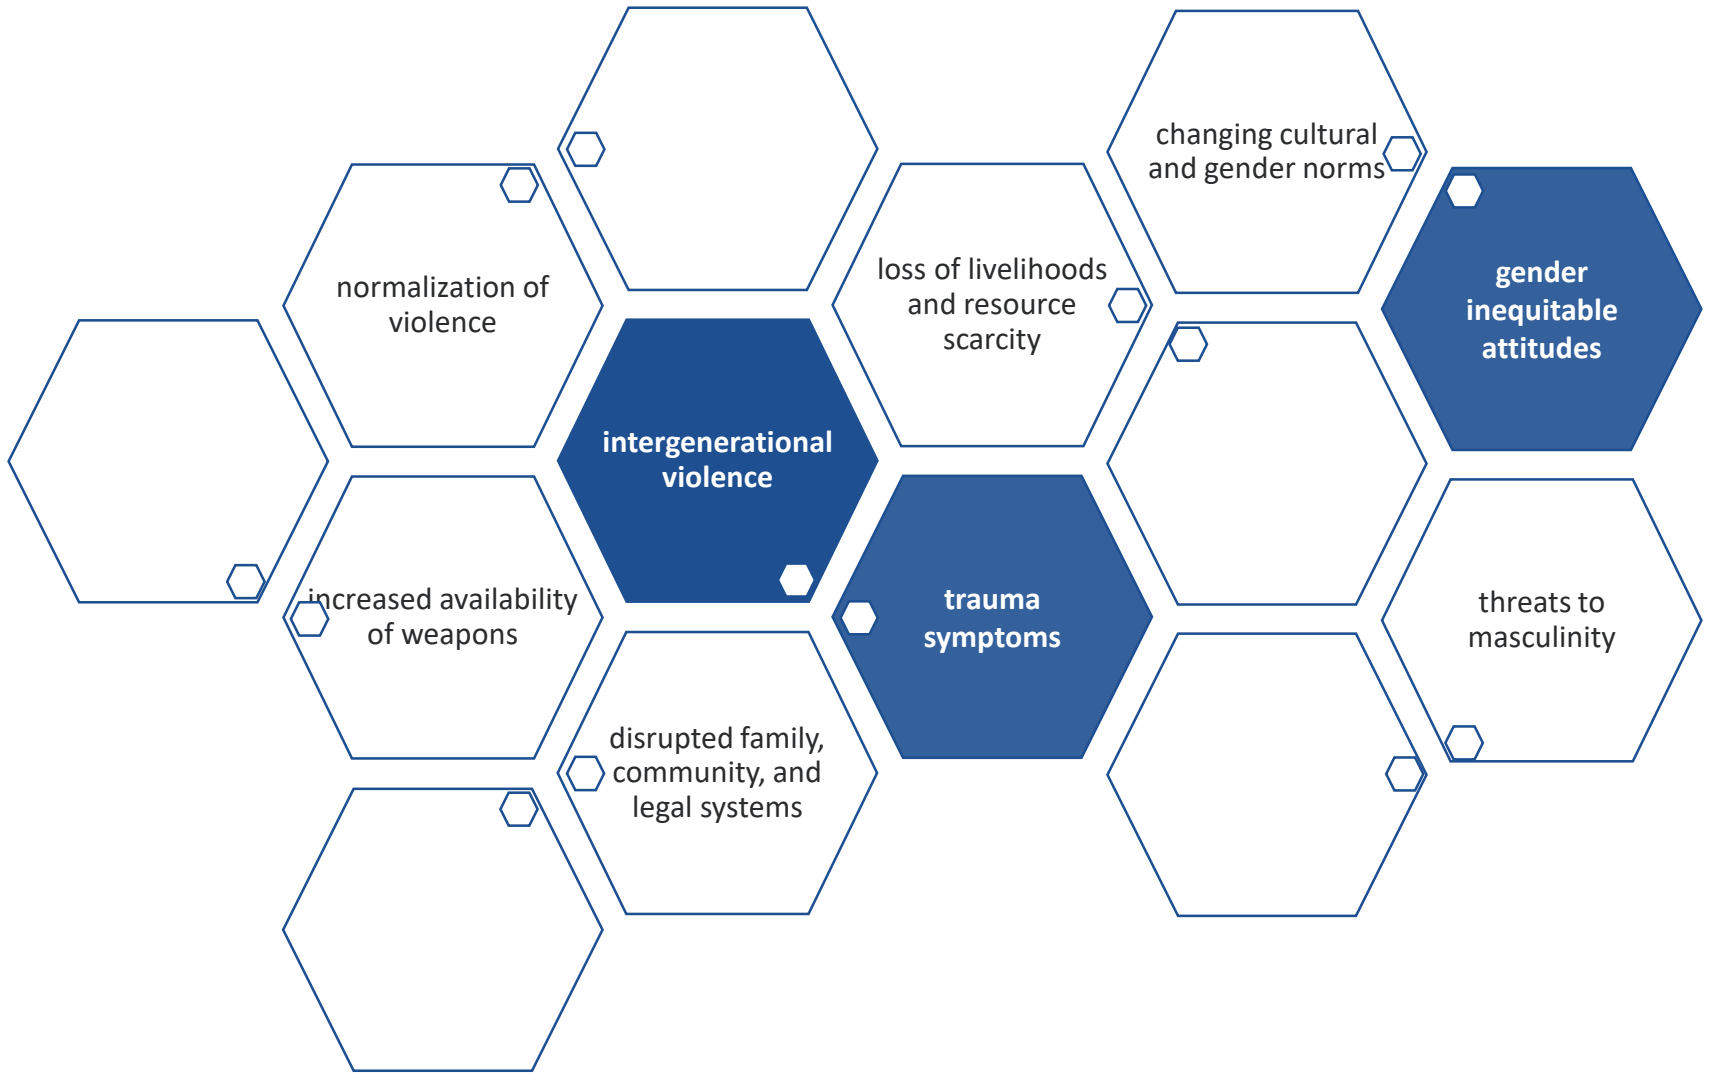 changing cultural
and gender norms
normalization of
violence
loss of livelihoods
and resource
scarcity
gender
inequitable
attitudes
intergenerational
violence
increased availability
of weapons
trauma
symptoms
threats to
masculinity
disrupted family,
community, and
legal systems